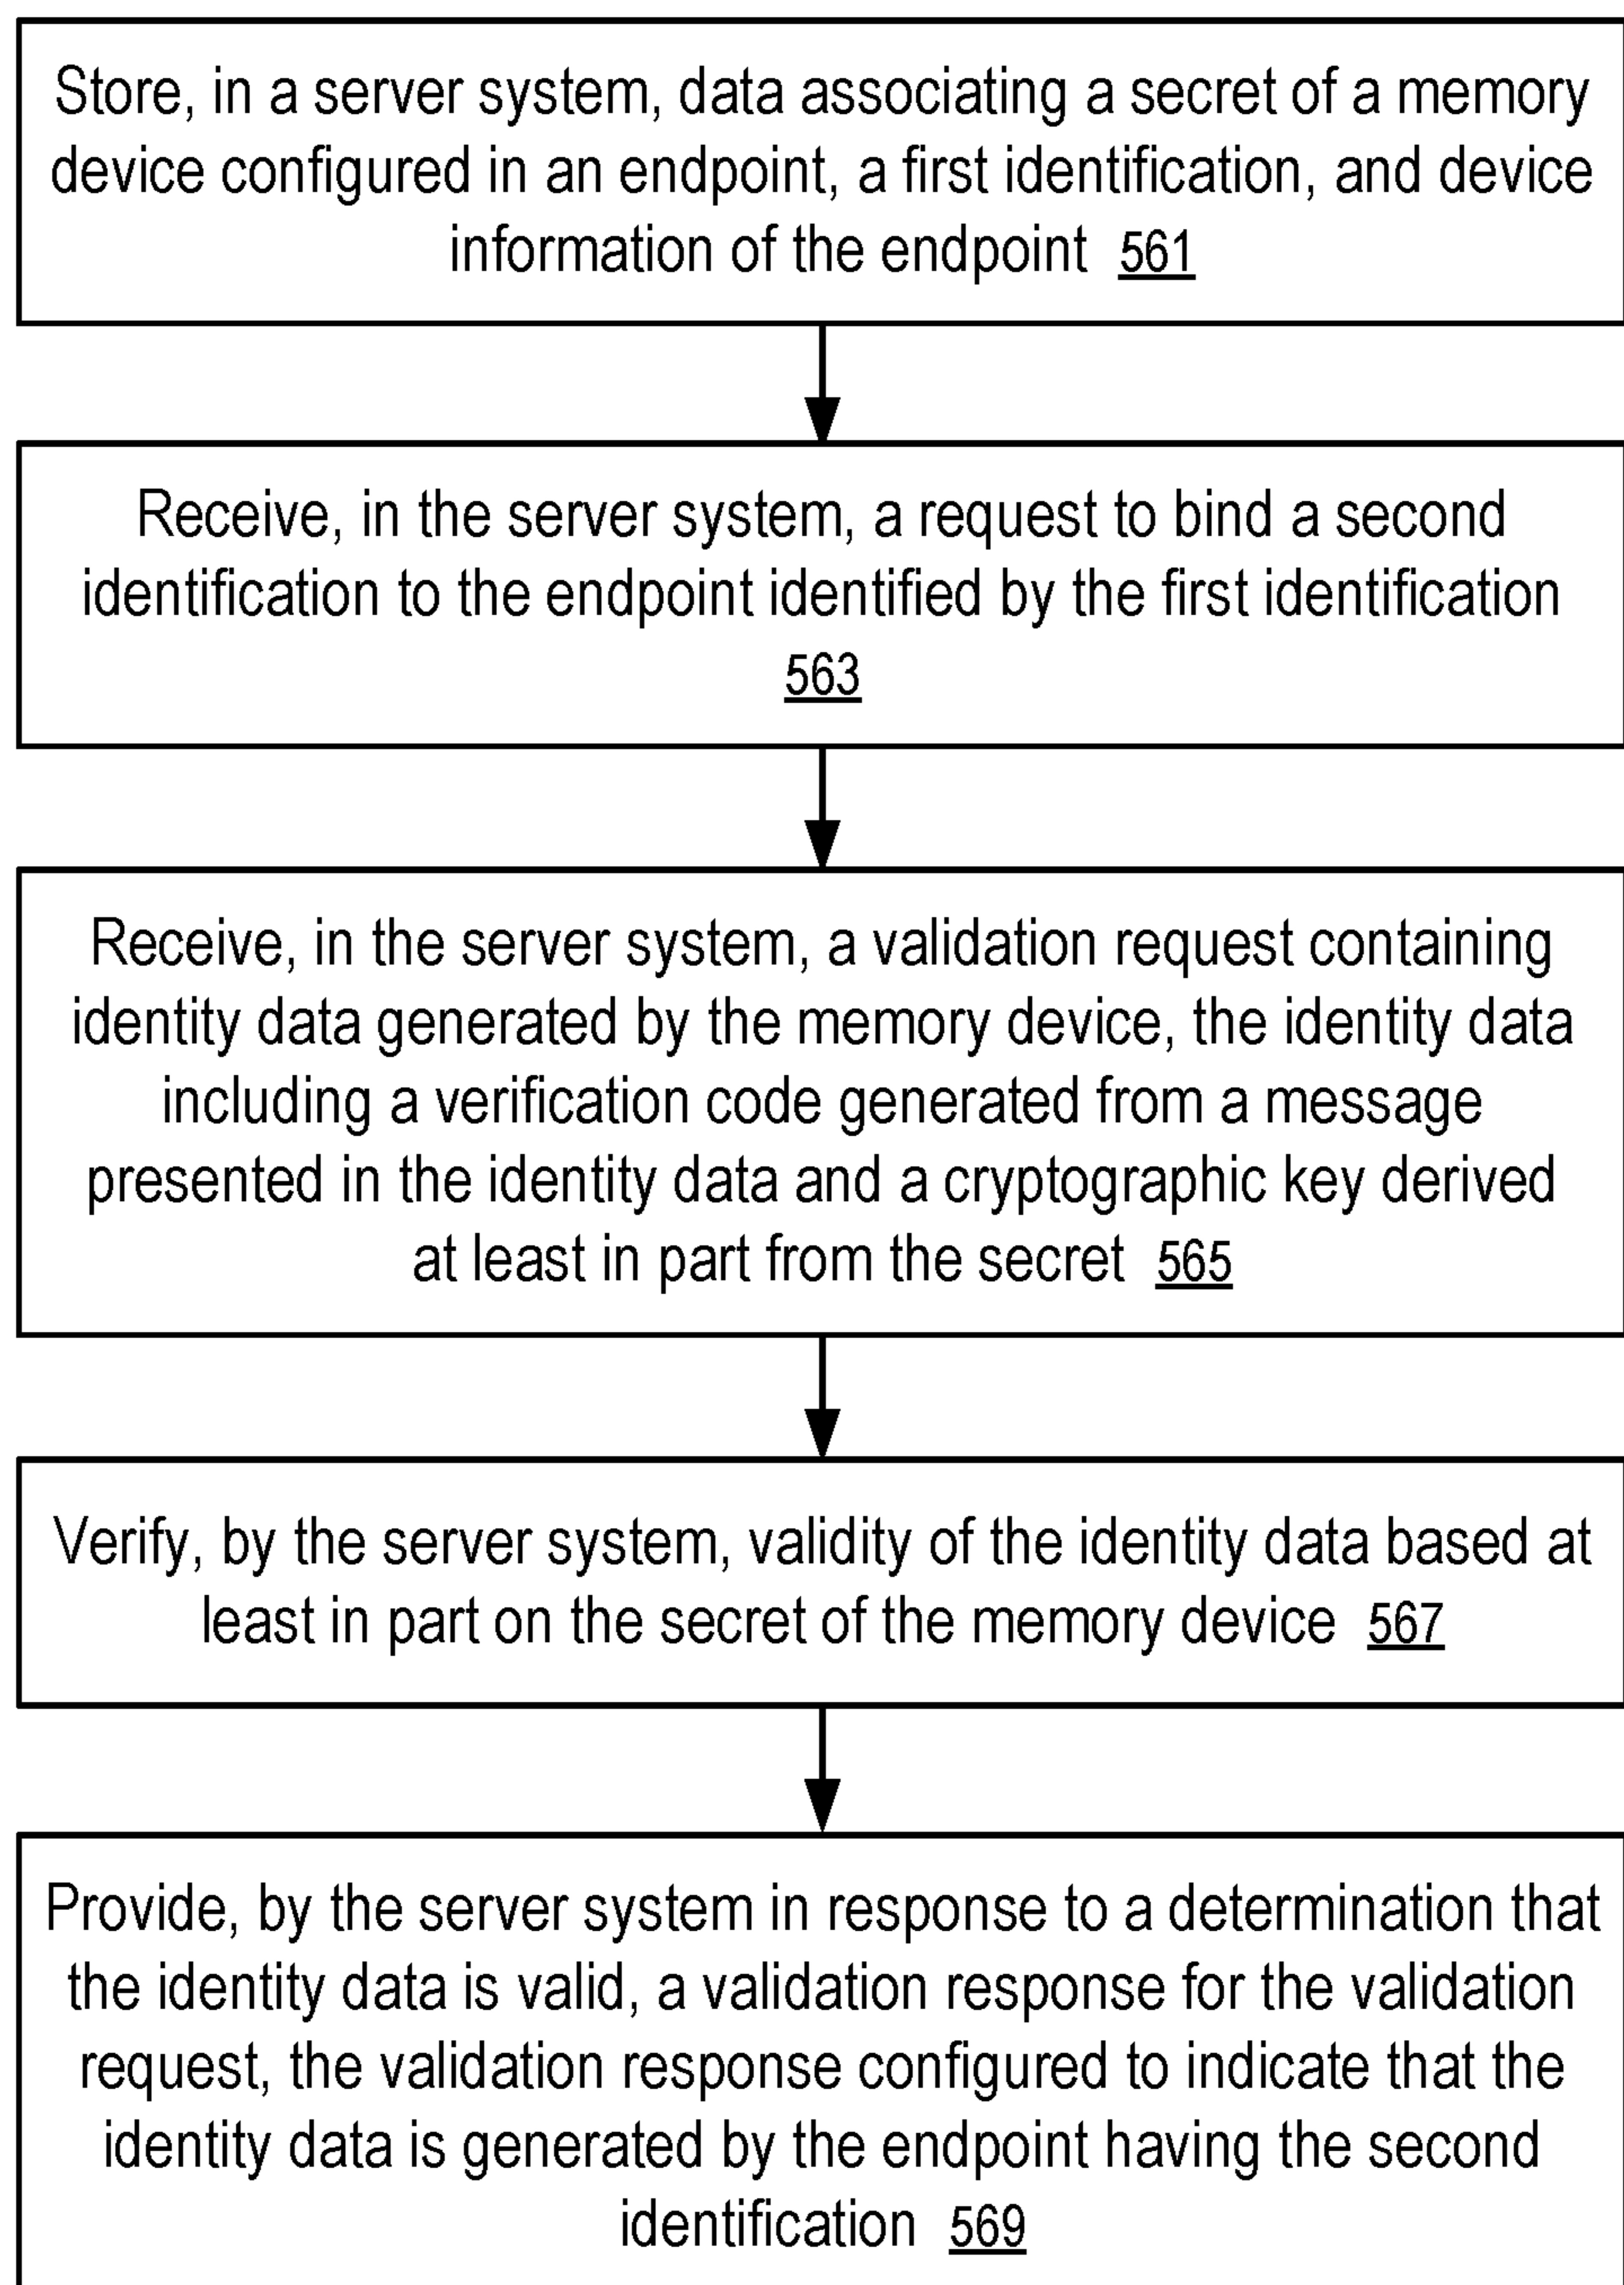 Store, in a server system, data associating a secret of a memory
device configured in an endpoint, a first identification, and device
information of the endpoint 561
Receive, in the server system, a request to bind a second
identification to the endpoint identified by the first identification
563
Receive, in the server system, a validation request containing
identity data generated by the memory device, the identity data
including a verification code generated from a message
presented in the identity data and a cryptographic key derived
at least in part from the secret 565
Verify, by the server system, validity of the identity data based at
least in part on the secret of the memory device 567
Provide, by the server system in response to a determination that
the identity data is valid, a validation response for the validation
request, the validation response configured to indicate that the
identity data is generated by the endpoint having the second
identification 569